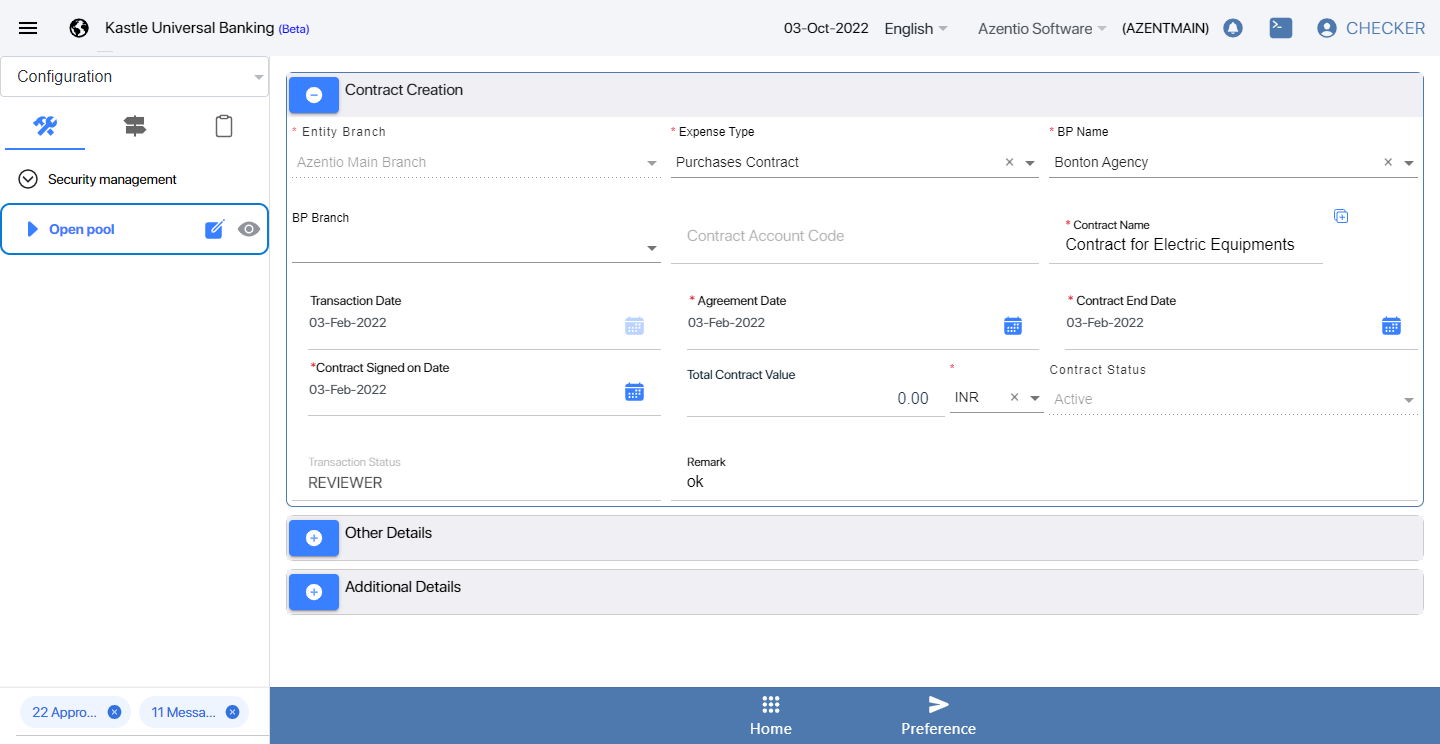 Kastle Universal Banking (Beta)
03-Oct-2022
English
Azentio Software
(AZENTMAIN)
CHECKER
Configuration
Security management
Open pool
22 Appro...
11 Messa...
Contract Creation
* Entity Branch
Azentio Main Branch
* Expense Type
Purchases Contract
* BP Name
Bonton Agency
BP Branch
Contract Account Code
* Contract Name
Contract for Electric Equipments
Transaction Date
03-Feb-2022
* Agreement Date
03-Feb-2022
* Contract End Date
03-Feb-2022
*Contract Signed on Date
03-Feb-2022
Total Contract Value
0.00
*
INR
Contract Status
Active
Transaction Status
REVIEWER
Remark
ok
Other Details
Additional Details
Home
Preference